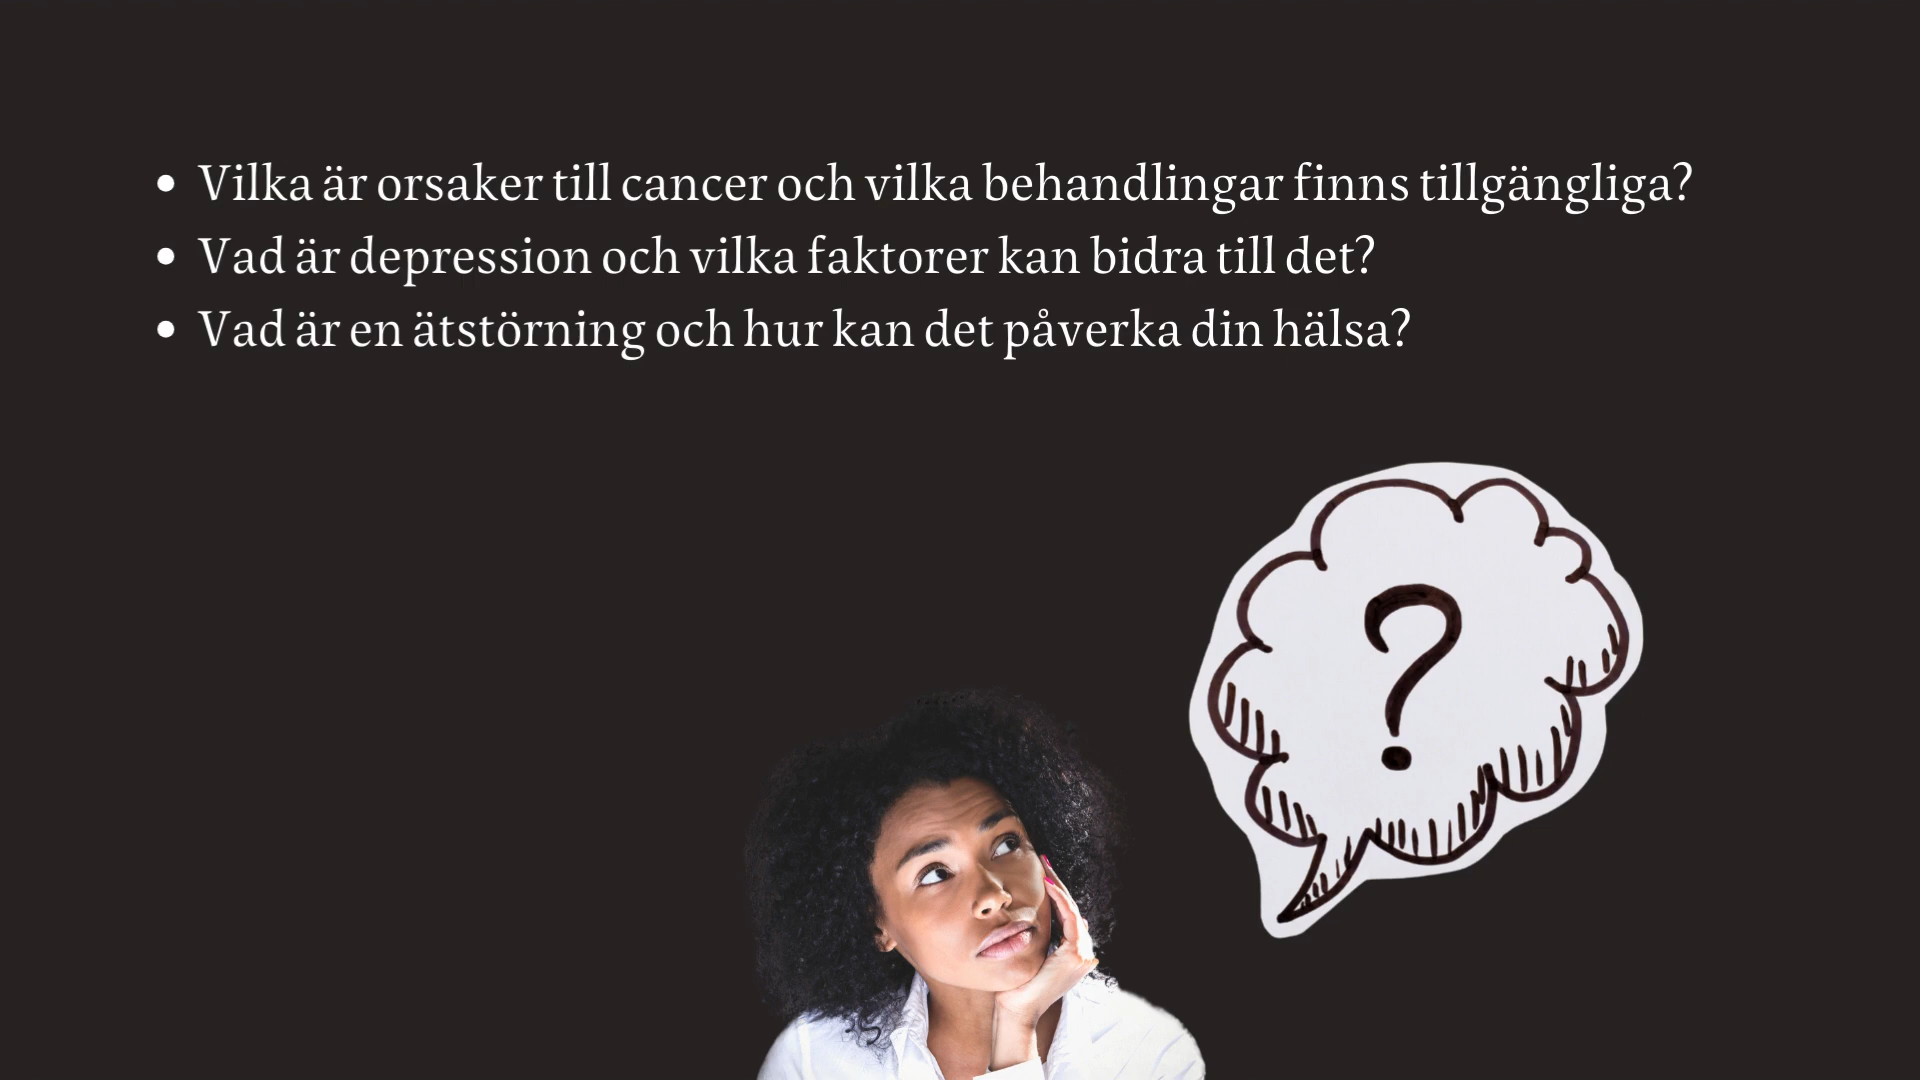 • Vilka är orsaker till cancer och vilka behandlingar finns tillgängliga?
• Vad är depression och vilka faktorer kan bidra till det?
• Vad är en ätstörning och hur kan det påverka din hälsa?
?